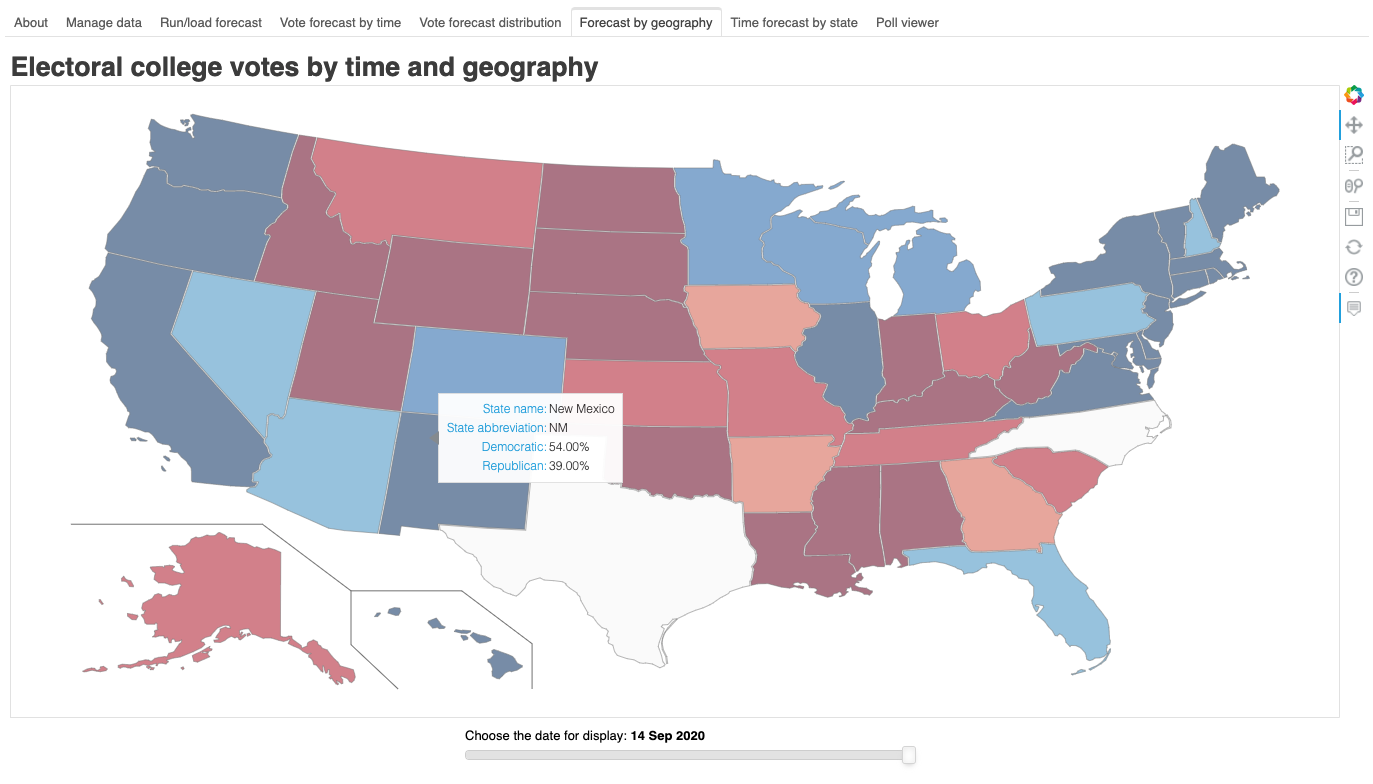 About Manage data Run/load forecast Vote forecast by time Vote forecast distribution Forecast by geography Time forecast by state Poll viewer
Electoral college votes by time and geography
State name: New Mexico
State abbreviation: NM
Democratic: 54.00%
Republican: 39.00%
Choose the date for display: 14 Sep 2020